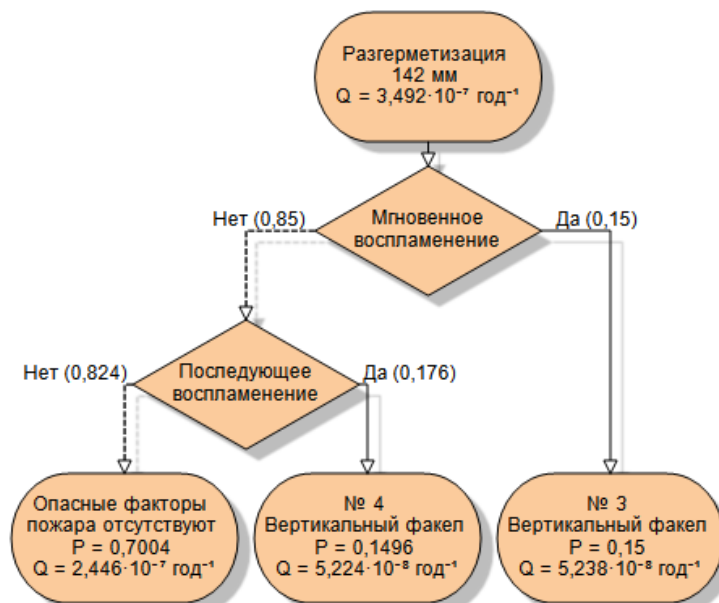 Разгерметизация
142 мм
Q = 3,492·10⁻⁷ год⁻¹
Мгновенное
воспламенение
Нет (0,85)
Да (0,15)
Последующее
воспламенение
Нет (0,824)
Да (0,176)
Опасные факторы
пожара отсутствуют
P = 0,7004
Q = 2,446·10⁻⁷ год⁻¹
№ 4
Вертикальный факел
P = 0,1496
Q = 5,224·10⁻⁸ год⁻¹
№ 3
Вертикальный факел
P = 0,15
Q = 5,238·10⁻⁸ год⁻¹